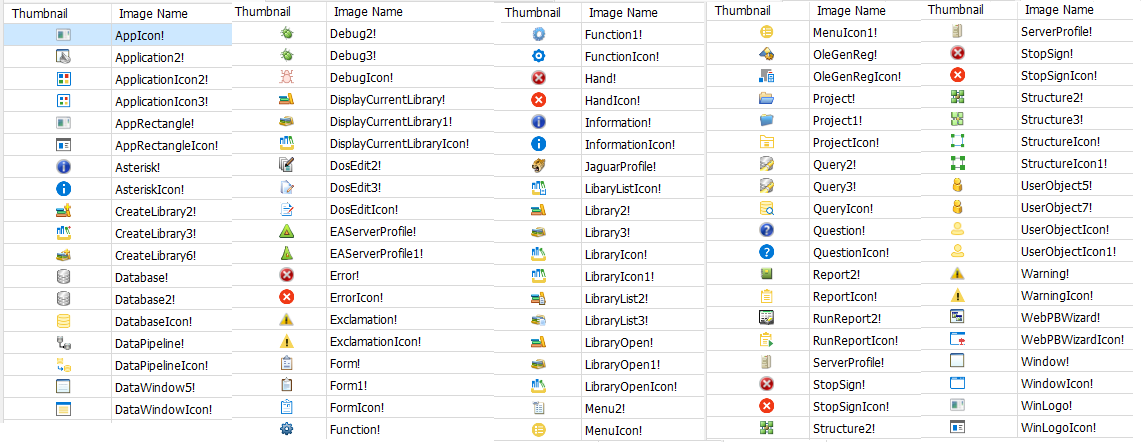 Thumbnail Image Name
AppIcon!
Application2!
ApplicationIcon2!
ApplicationIcon3!
AppRectangle!
AppRectangleIcon!
Asterisk!
AsteriskIcon!
CreateLibrary2!
CreateLibrary3!
CreateLibrary6!
Database!
Database2!
DatabaseIcon!
DataPipeline!
DataPipelineIcon!
DataWindow5!
DataWindowIcon!
Thumbnail Image Name
Debug2!
Debug3!
DebugIcon!
DisplayCurrentLibrary!
DisplayCurrentLibrary1!
DisplayCurrentLibraryIcon!
DosEdit2!
DosEdit3!
DosEditIcon!
EAServerProfile!
EAServerProfile1!
Error!
ErrorIcon!
Exclamation!
ExclamationIcon!
Form!
Form1!
FormIcon!
Function!
Thumbnail Image Name
Function1!
FunctionIcon!
Hand!
HandIcon!
Information!
InformationIcon!
JaguarProfile!
LibaryListIcon!
Library2!
Library3!
LibraryIcon!
LibraryIcon1!
LibraryList2!
LibraryList3!
LibraryOpen!
LibraryOpen1!
LibraryOpenIcon!
Menu2!
MenuIcon!
Thumbnail Image Name
MenuIcon1!
OleGenReg!
OleGenRegIcon!
Project!
Project1!
ProjectIcon!
Query2!
Query3!
QueryIcon!
Question!
QuestionIcon!
Report2!
ReportIcon!
RunReport2!
RunReportIcon!
ServerProfile!
StopSign!
StopSignIcon!
Structure2!
Thumbnail Image Name
ServerProfile!
StopSign!
StopSignIcon!
Structure2!
Structure3!
StructureIcon!
StructureIcon1!
UserObject5!
UserObject7!
UserObjectIcon!
UserObjectIcon1!
Warning!
WarningIcon!
WebPBWizard!
WebPBWizardIcon!
Window!
WindowIcon!
WinLogo!
WinLogoIcon!